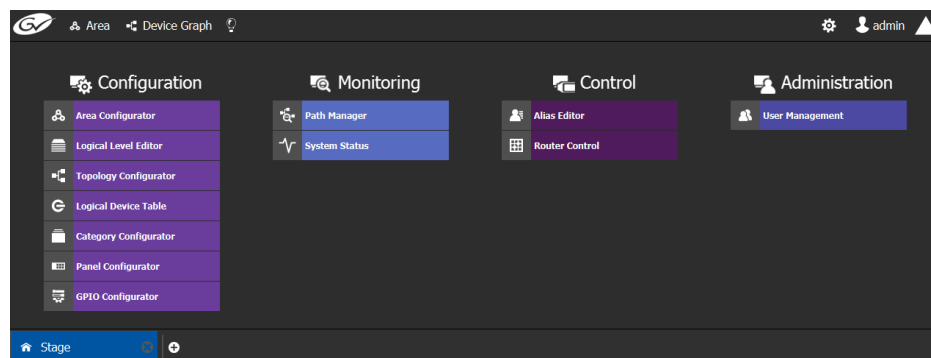 GV Area Device Graph admin
Configuration Monitoring Control Administration
Area Configurator Path Manager Alias Editor User Management
Logical Level Editor System Status Router Control
Topology Configurator
Logical Device Table
Category Configurator
Panel Configurator
GPIO Configurator
Stage